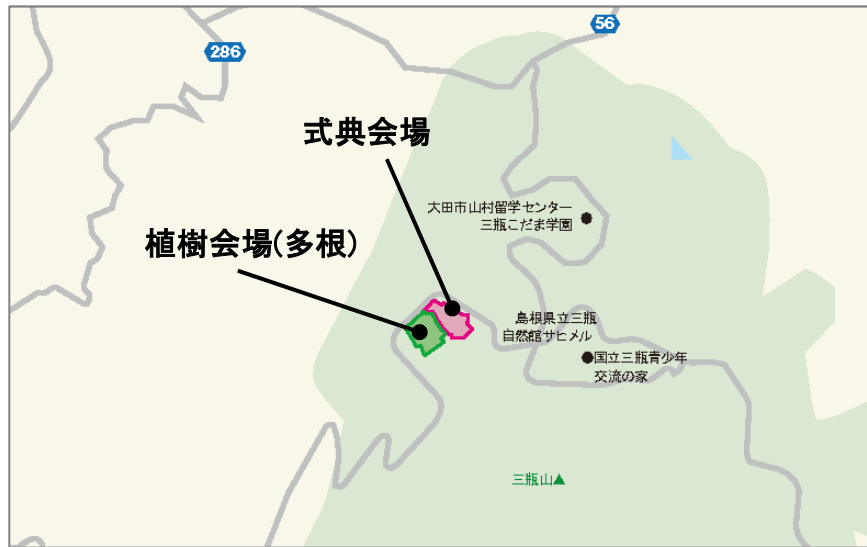 56
286
式典会場
大田市山村留学センター
三瓶こだま学園
植樹会場(多根)
島根県立三瓶
自然館サヒメル
国立三瓶青少年
交流の家
三瓶山▲